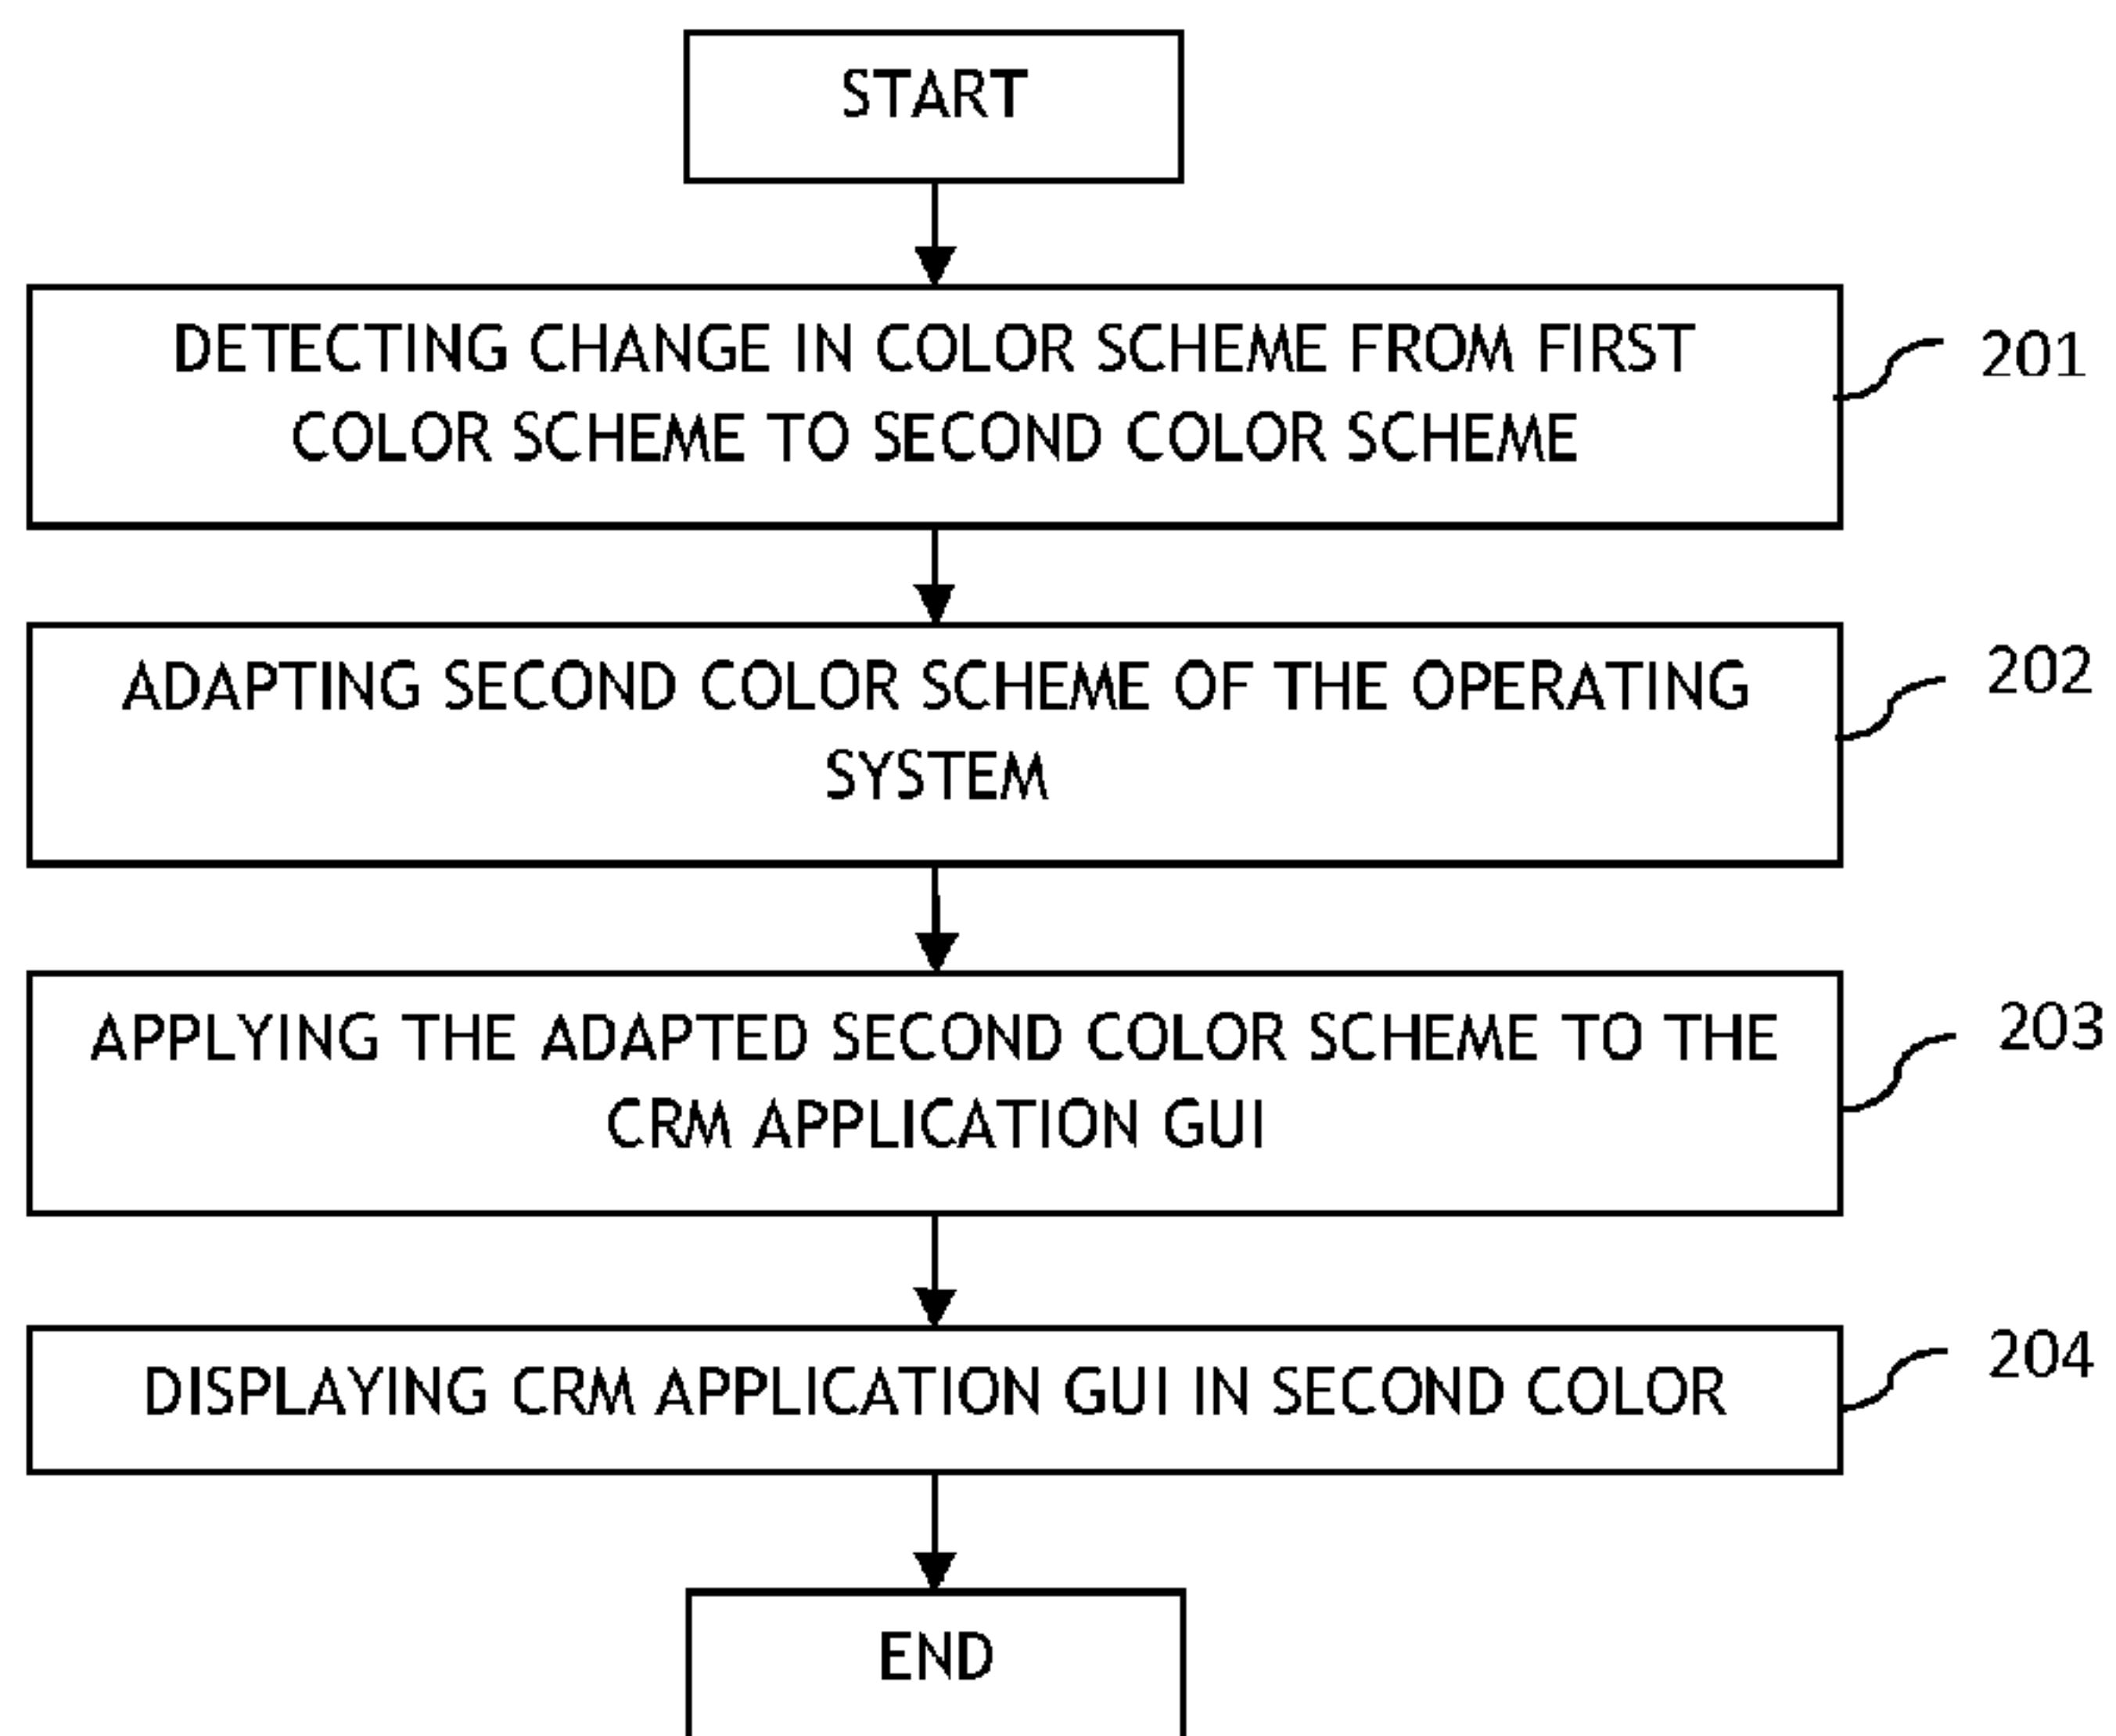 START
DETECTING CHANGE IN COLOR SCHEME FROM FIRST
COLOR SCHEME TO SECOND COLOR SCHEME
201
ADAPTING SECOND COLOR SCHEME OF THE OPERATING
SYSTEM
202
APPLYING THE ADAPTED SECOND COLOR SCHEME TO THE
CRM APPLICATION GUI
203
DISPLAYING CRM APPLICATION GUI IN SECOND COLOR
204
END